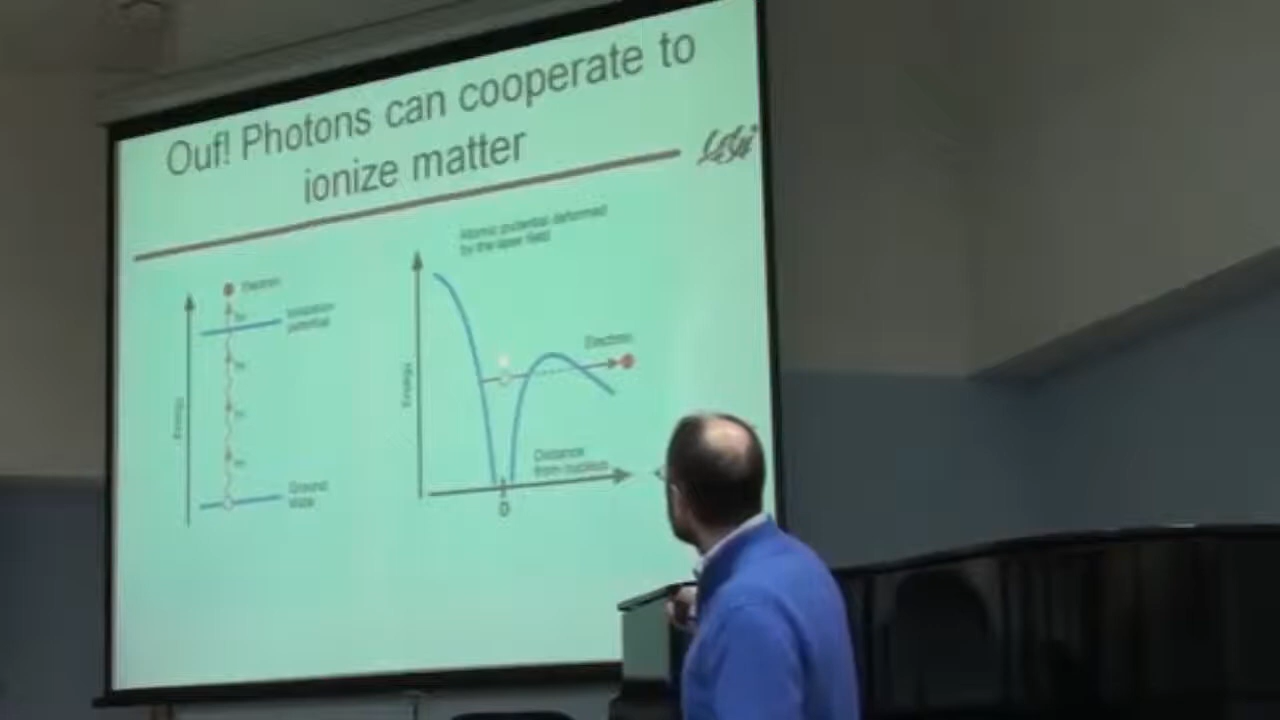 Ouf! Photons can cooperate to
ionize matter
Atomic potential deformed
by the laser field
Electron
Ionization
potential
Electron
Energy
Energy
Distance
from nucleus
Ground
state
0